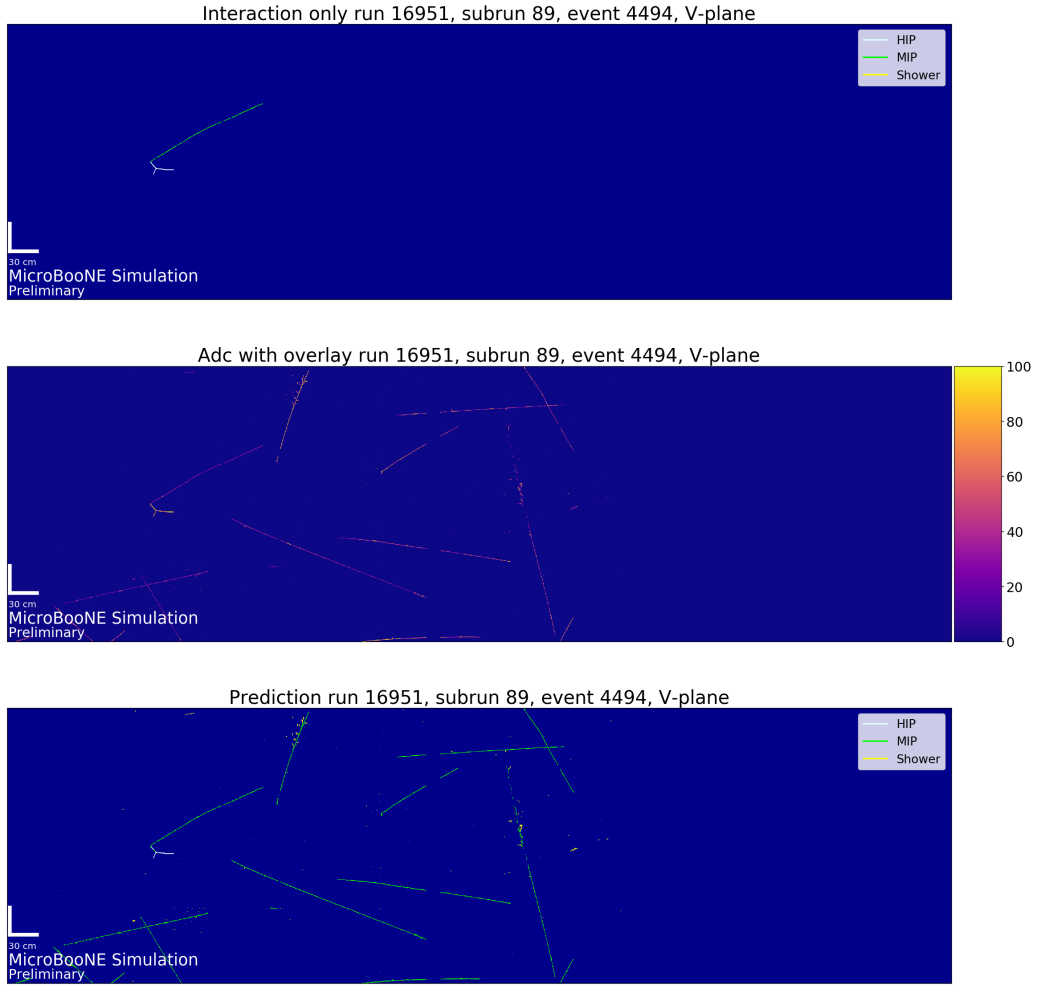 Interaction only run 16951, subrun 89, event 4494, V-plane
HIP
MIP
Shower
30 cm
MicroBooNE Simulation
Preliminary
Adc with overlay run 16951, subrun 89, event 4494, V-plane
100
80
60
40
20
0
30 cm
MicroBooNE Simulation
Preliminary
Prediction run 16951, subrun 89, event 4494, V-plane
HIP
MIP
Shower
30 cm
MicroBooNE Simulation
Preliminary